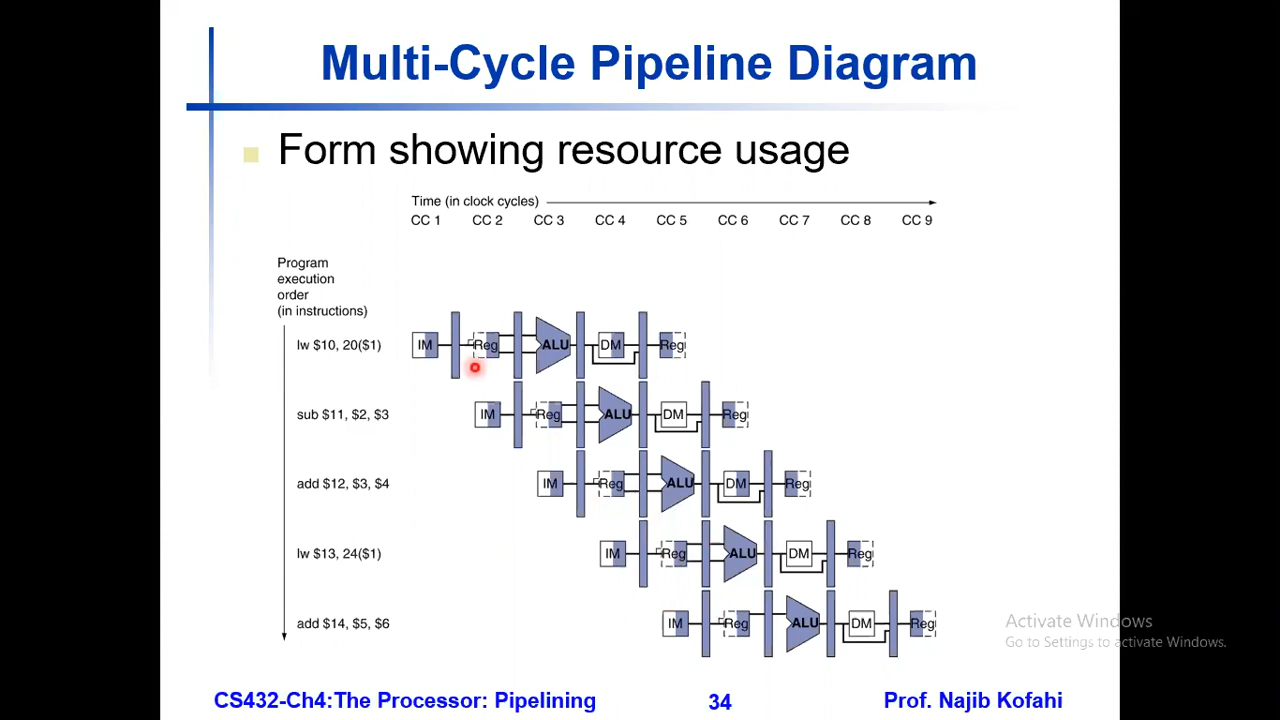 Multi-Cycle Pipeline Diagram
Form showing resource usage
Time (in clock cycles)
CC 1 CC 2 CC 3 CC 4 CC 5 CC 6 CC 7 CC 8 CC 9
Program
execution
order
(in instructions)
lw $10, 20($1) IM Reg ALU DM Reg
sub $11, $2, $3 IM Reg ALU DM Reg
add $12, $3, $4 IM Reg ALU DM Reg
lw $13, 24($1) IM Reg ALU DM Reg
add $14, $5, $6 IM Reg ALU DM Reg
Activate Windows
Go to Settings to activate Windows.
CS432-Ch4:The Processor: Pipelining 34 Prof. Najib Kofahi